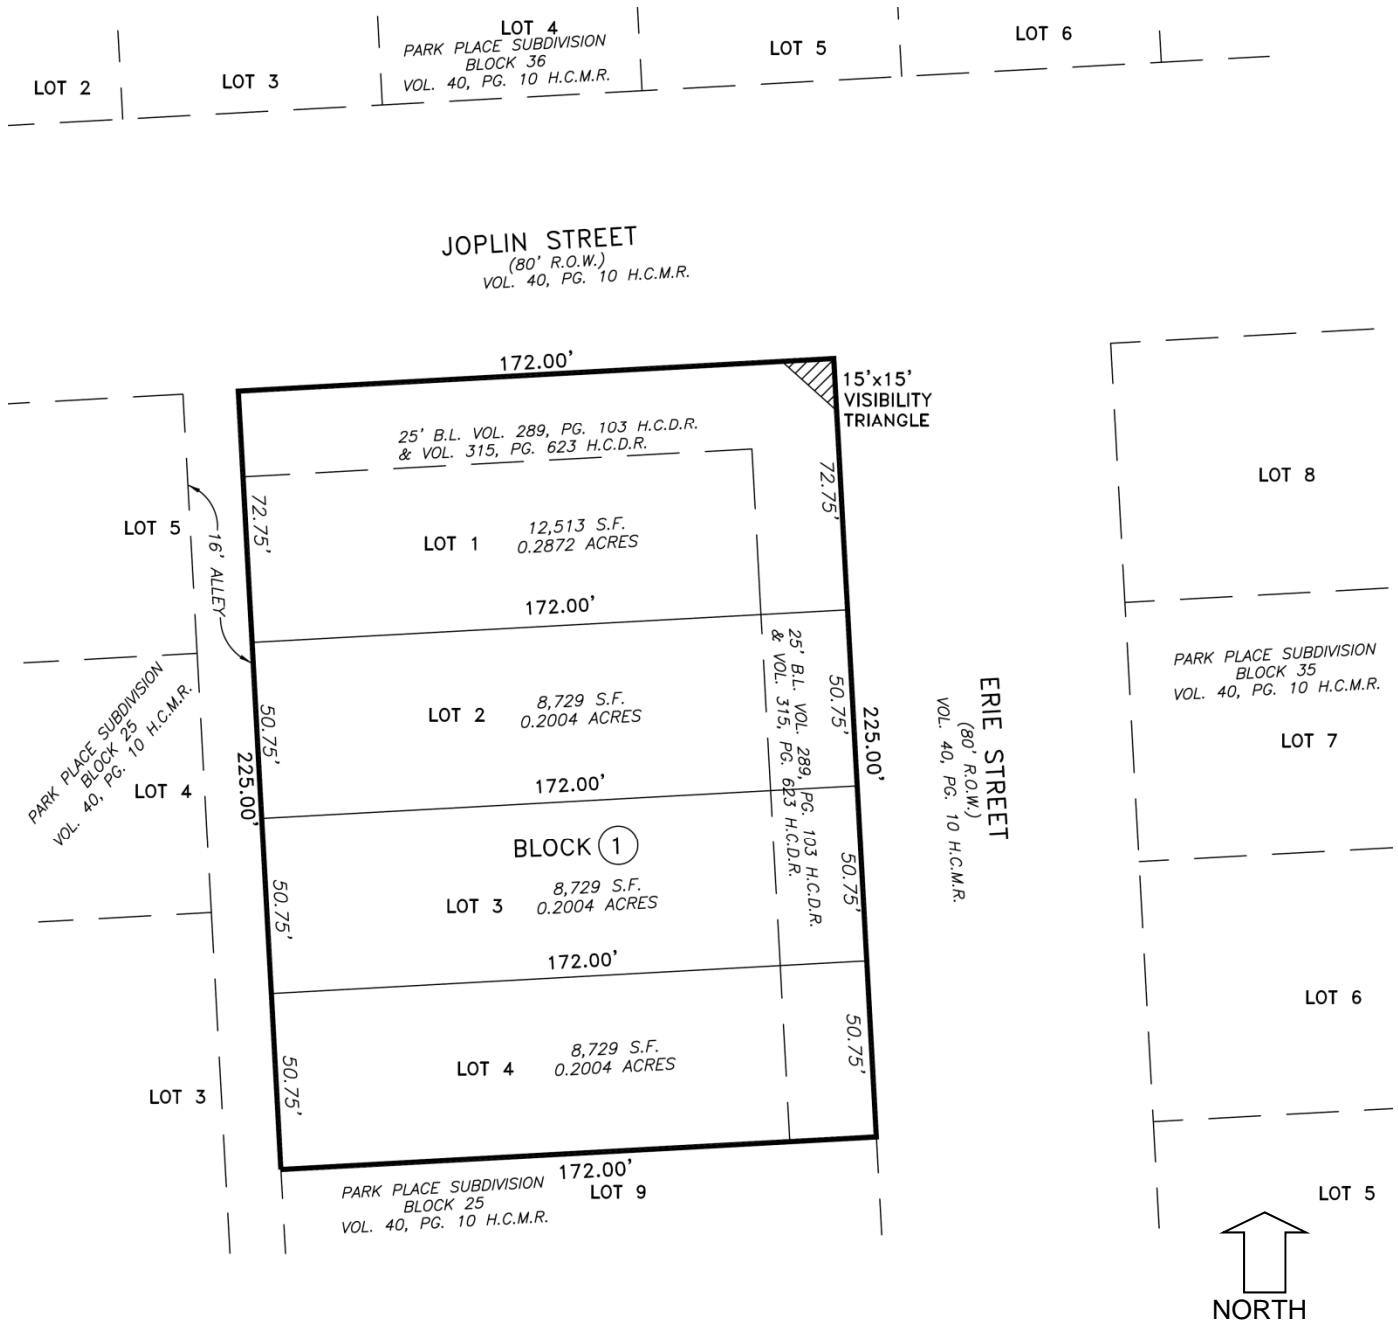 LOT 4
PARK PLACE SUBDIVISION
BLOCK 36
VOL. 40, PG. 10 H.C.M.R.
LOT 2
LOT 3
LOT 5
LOT 6
JOPLIN STREET
(80' R.O.W.)
VOL. 40, PG. 10 H.C.M.R.
172.00'
15'x15'
VISIBILITY
TRIANGLE
25' B.L. VOL. 289, PG. 103 H.C.D.R.
& VOL. 315, PG. 623 H.C.D.R.
72.75'
72.75'
LOT 5
16' ALLEY
LOT 1
12,513 S.F.
0.2872 ACRES
LOT 8
172.00'
25' B.L. VOL. 289, PG. 103 H.C.D.R.
& VOL. 315, PG. 623 H.C.D.R.
PARK PLACE SUBDIVISION
BLOCK 35
VOL. 40, PG. 10 H.C.M.R.
LOT 7
PARK PLACE SUBDIVISION
BLOCK 25
VOL. 40, PG. 10 H.C.M.R.
LOT 4
50.75'
225.00'
LOT 2
8,729 S.F.
0.2004 ACRES
50.75'
225.00'
ERIE STREET
(80' R.O.W.)
VOL. 40, PG. 10 H.C.M.R.
172.00'
BLOCK 1
50.75'
LOT 3
8,729 S.F.
0.2004 ACRES
50.75'
172.00'
LOT 6
50.75'
LOT 4
8,729 S.F.
0.2004 ACRES
50.75'
LOT 3
172.00'
LOT 9
PARK PLACE SUBDIVISION
BLOCK 25
VOL. 40, PG. 10 H.C.M.R.
LOT 5
NORTH